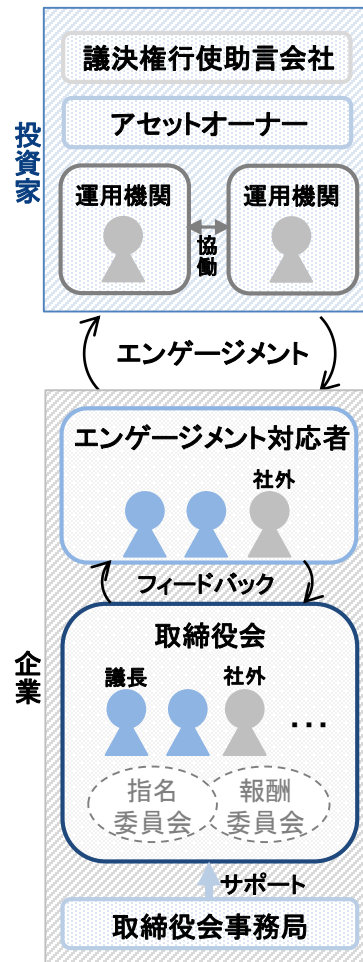 議決権行使助言会社
アセットオーナー
投資家
運用機関
運用機関
協働
エンゲージメント
エンゲージメント対応者
社外
フィードバック
企業
取締役会
議長
社外
...
指名
委員会
報酬
委員会
サポート
取締役会事務局